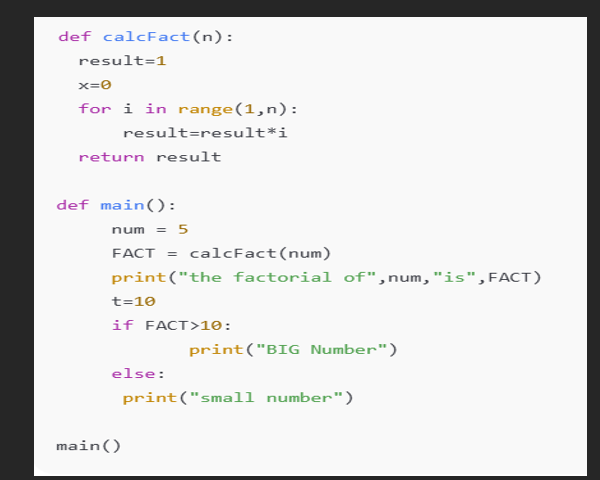 def calcFact(n):
  result=1
  x=0
  for i in range(1,n):
      result=result*i
  return result

def main():
     num = 5
     FACT = calcFact(num)
     print("the factorial of",num,"is",FACT)
     t=10
     if FACT>10:
            print("BIG Number")
     else:
      print("small number")

main()